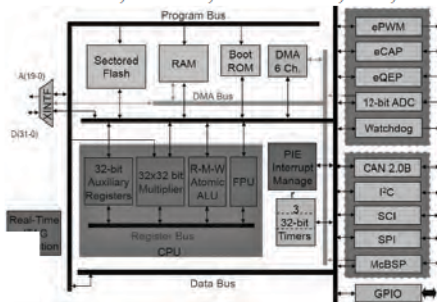 Program Bus
ePWM
eCAP
eQEP
12-bit ADC
Watchdog
Sectored
Flash
RAM
Boot
ROM
DMA
6 Ch.
A(19-0)
XINTF
DMA Bus
D(31-0)
32-bit
Auxiliary
Registers
32x32 bit
Multiplier
R-M-W
Atomic
ALU
FPU
PIE
Interrupt
Manage
CAN 2.0B
I²C
SCI
SPI
McBSP
3
32-bit
Timers
Real-Time
Register Bus
CPU
Data Bus
GPIO